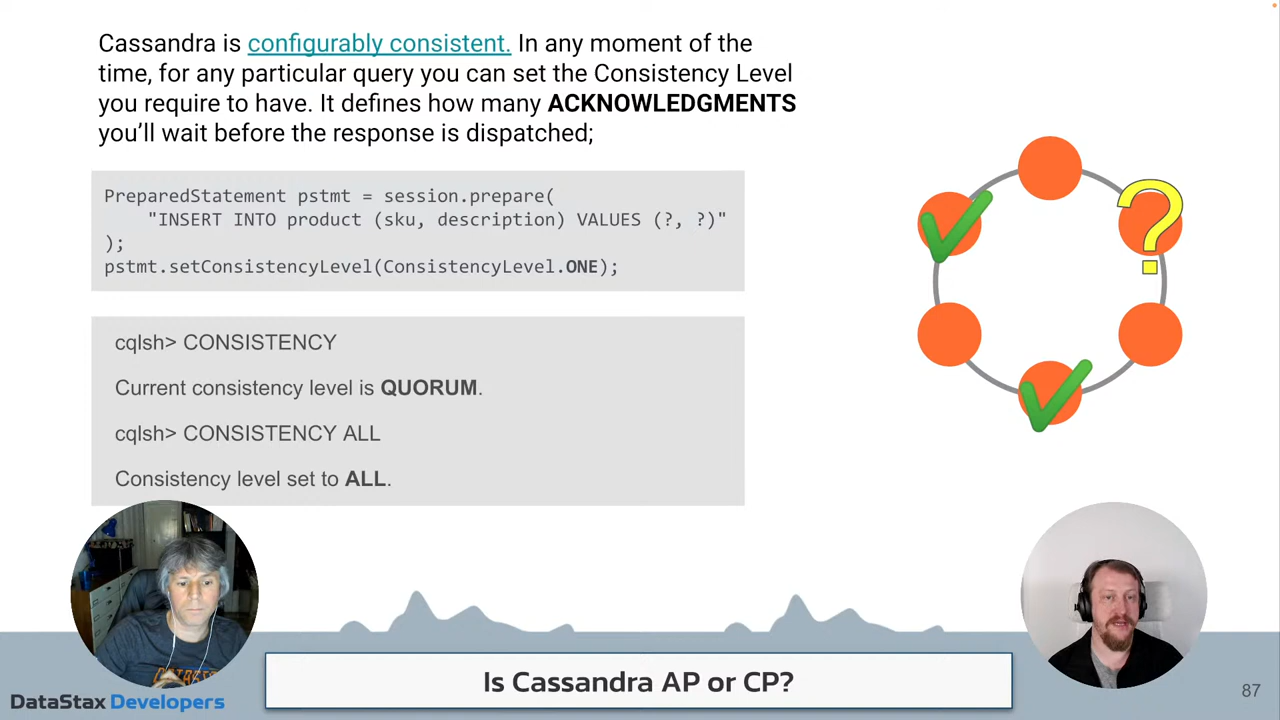 Cassandra is configurably consistent. In any moment of the
time, for any particular query you can set the Consistency Level
you require to have. It defines how many ACKNOWLEDGMENTS
you'll wait before the response is dispatched;
PreparedStatement pstmt = session.prepare(
"INSERT INTO product (sku, description) VALUES (?, ?)"
);
pstmt.setConsistencyLevel(ConsistencyLevel.ONE);
cqlsh> CONSISTENCY
Current consistency level is QUORUM.
cqlsh> CONSISTENCY ALL
Consistency level set to ALL.
?
Is Cassandra AP or CP?
DataStax Developers
87